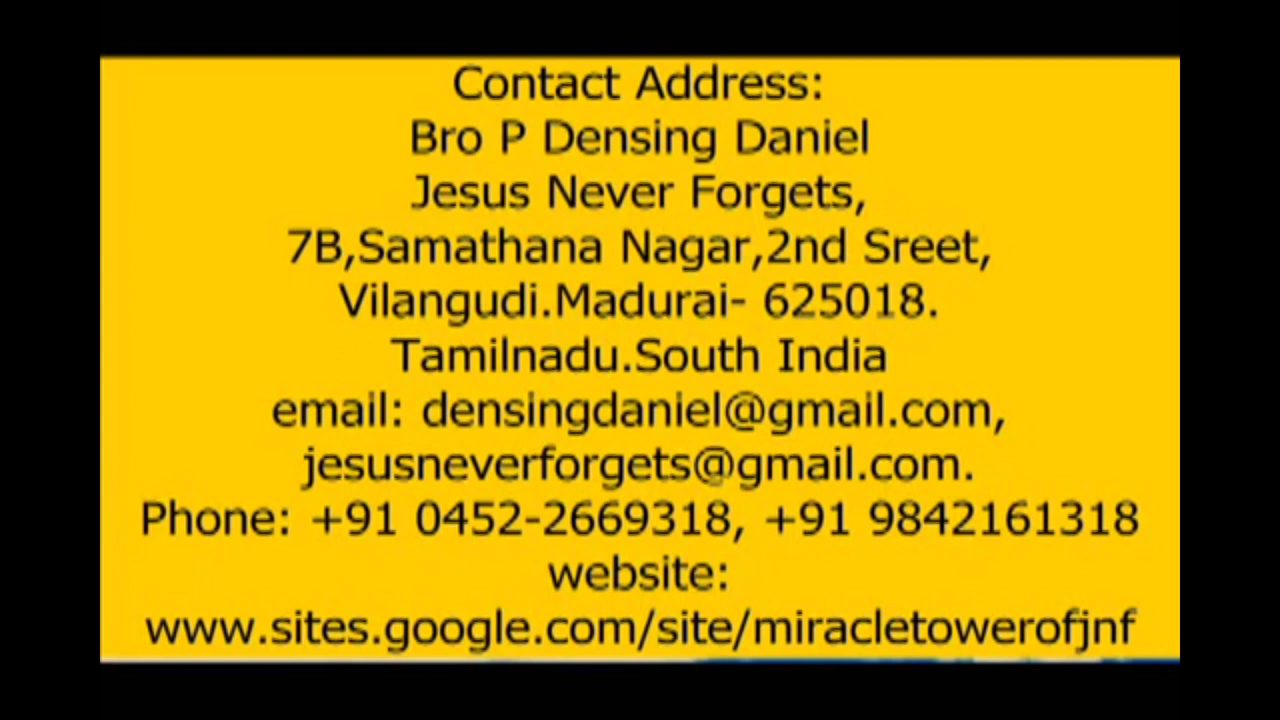 Contact Address:
Bro P Densing Daniel
Jesus Never Forgets,
7B,Samathana Nagar,2nd Sreet,
Vilangudi.Madurai- 625018.
Tamilnadu.South India
email: densingdaniel@gmail.com,
jesusneverforgets@gmail.com.
Phone: +91 0452-2669318, +91 9842161318
website:
www.sites.google.com/site/miracletowerofjnf